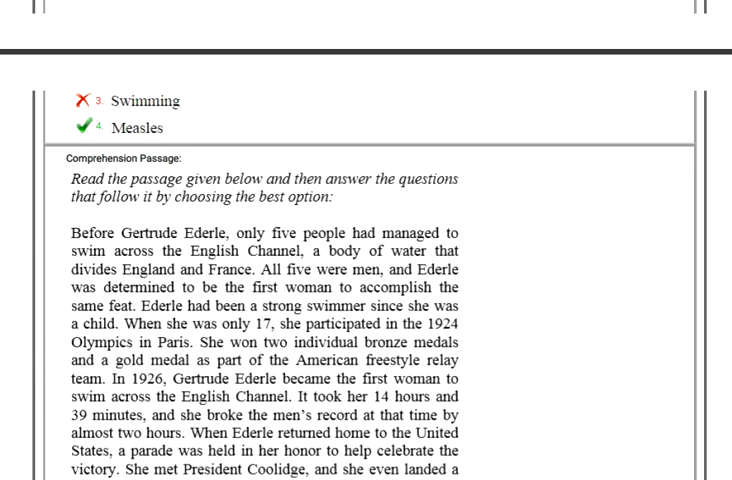 3. Swimming
4. Measles
Comprehension Passage:
Read the passage given below and then answer the questions
that follow it by choosing the best option:
Before Gertrude Ederle, only five people had managed to
swim across the English Channel, a body of water that
divides England and France. All five were men, and Ederle
was determined to be the first woman to accomplish the
same feat. Ederle had been a strong swimmer since she was
a child. When she was only 17, she participated in the 1924
Olympics in Paris. She won two individual bronze medals
and a gold medal as part of the American freestyle relay
team. In 1926, Gertrude Ederle became the first woman to
swim across the English Channel. It took her 14 hours and
39 minutes, and she broke the men's record at that time by
almost two hours. When Ederle returned home to the United
States, a parade was held in her honor to help celebrate the
victory. She met President Coolidge, and she even landed a